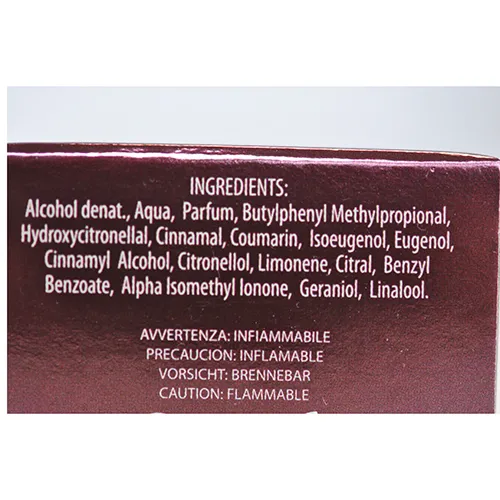 INGREDIENTS:
Alcohol denat., Aqua, Parfum, Butylphenyl Methylpropional,
Hydroxycitronellal, Cinnamal, Coumarin, Isoeugenol, Eugenol,
Cinnamyl Alcohol, Citronellol, Limonene, Citral, Benzyl
Benzoate, Alpha Isomethyl Ionone, Geraniol, Linalool.
AVVERTENZA: INFIAMMABILE
PRECAUCION: INFLAMABLE
VORSICHT: BRENNEBAR
CAUTION: FLAMMABLE